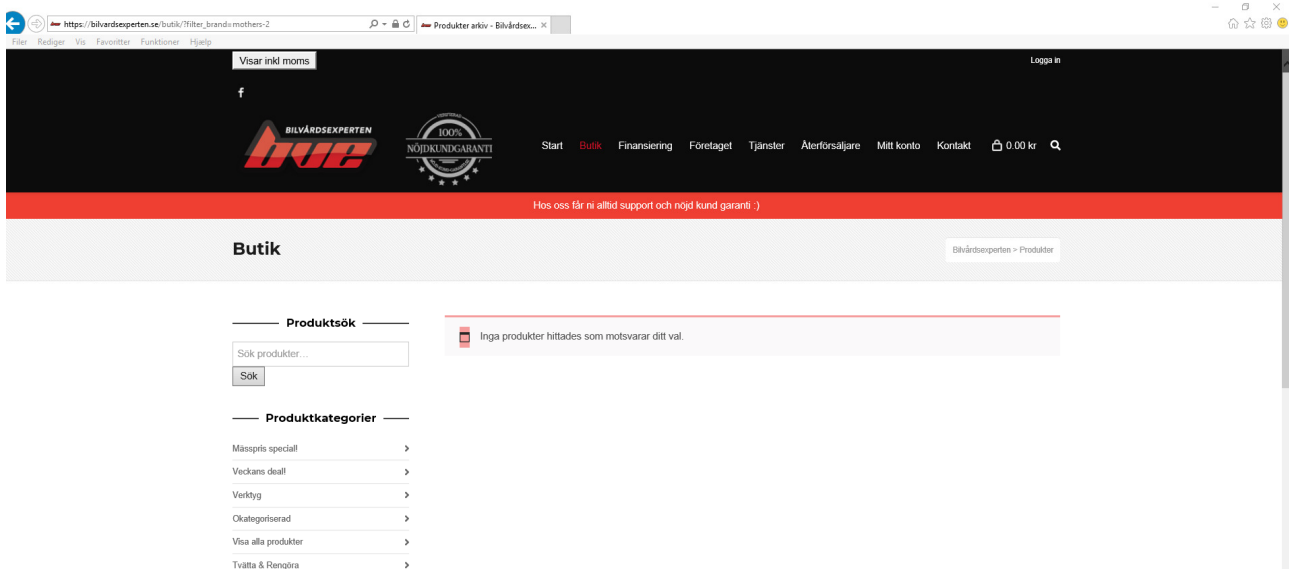 https://bilvardsexperten.se/butik/?filter_brand=mothers-2
Produkter arkiv - Bilvårdsex...
Filer Rediger Vis Favoritter Funktioner Hjælp
Visar inkl moms
Logga in
BILVÅRDSEXPERTEN
bve
100%
NÖJDKUNDGARANTI
Start Butik Finansiering Företaget Tjänster Återförsäljare Mitt konto Kontakt 0.00 kr
Hos oss får ni alltid support och nöjd kund garanti :)
Butik
Bilvårdsexperten > Produkter
Produktsök
Inga produkter hittades som motsvarar ditt val.
Sök produkter...
Sök
Produktkategorier
Mässpris special!
Veckans deal!
Verktyg
Okategoriserad
Visa alla produkter
Tvätta & Rengöra